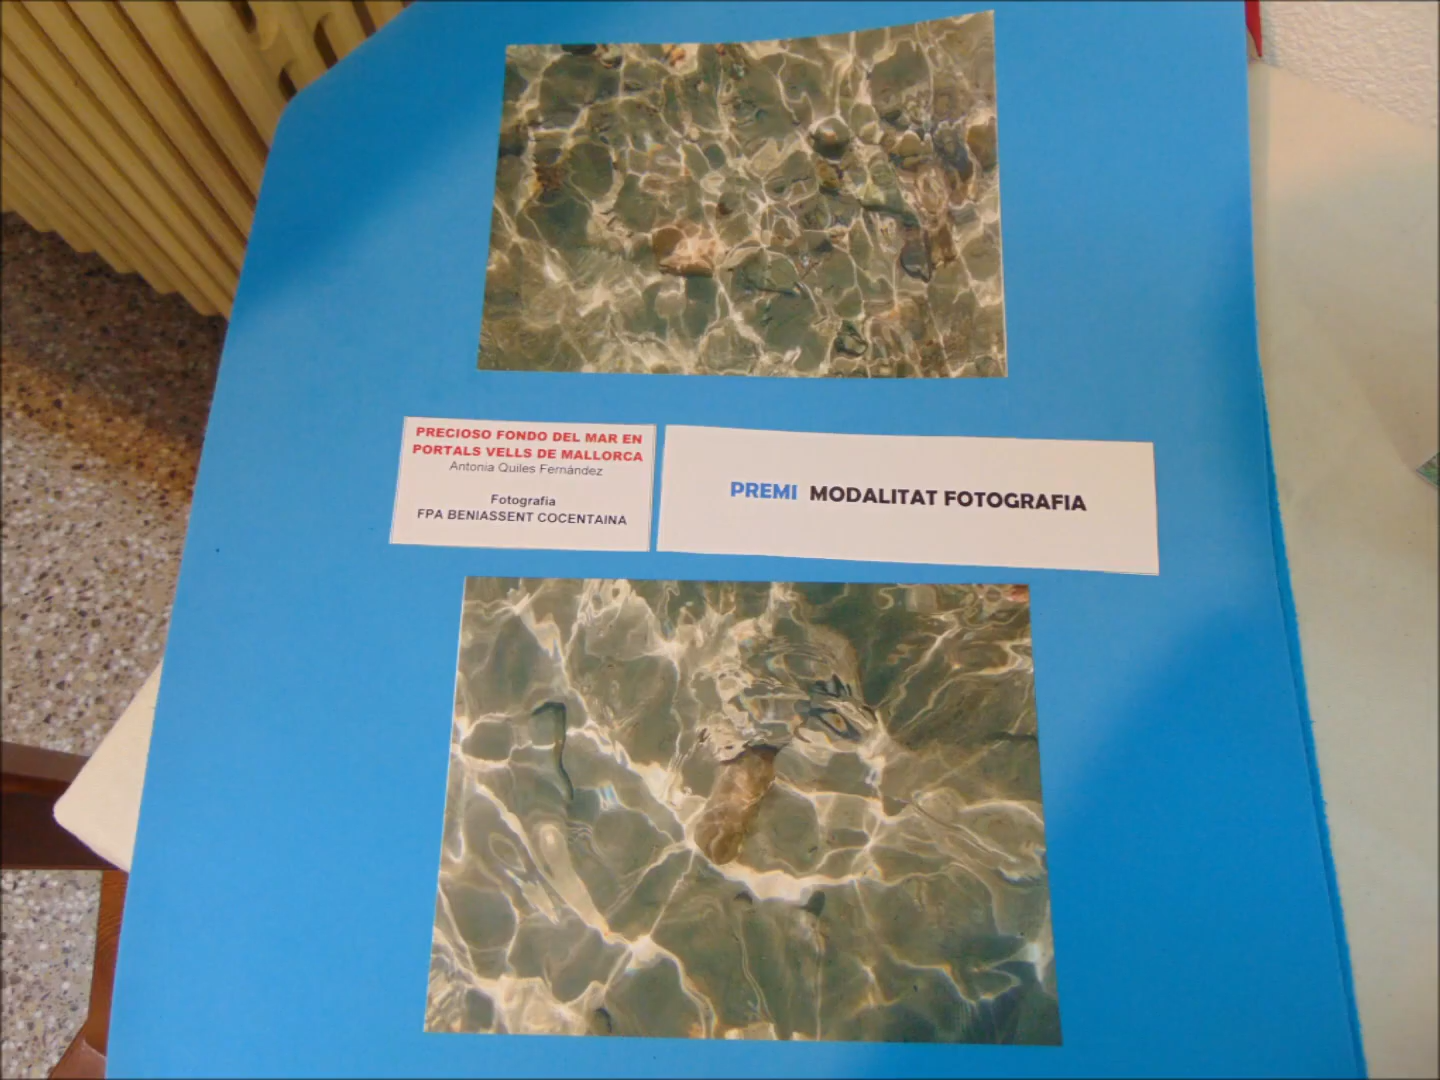 PRECIOSO FONDO DEL MAR EN
PORTALS VELLS DE MALLORCA
Antonia Quiles Fernández
Fotografia
FPA BENIASSENT COCENTAINA
PREMI MODALITAT FOTOGRAFIA